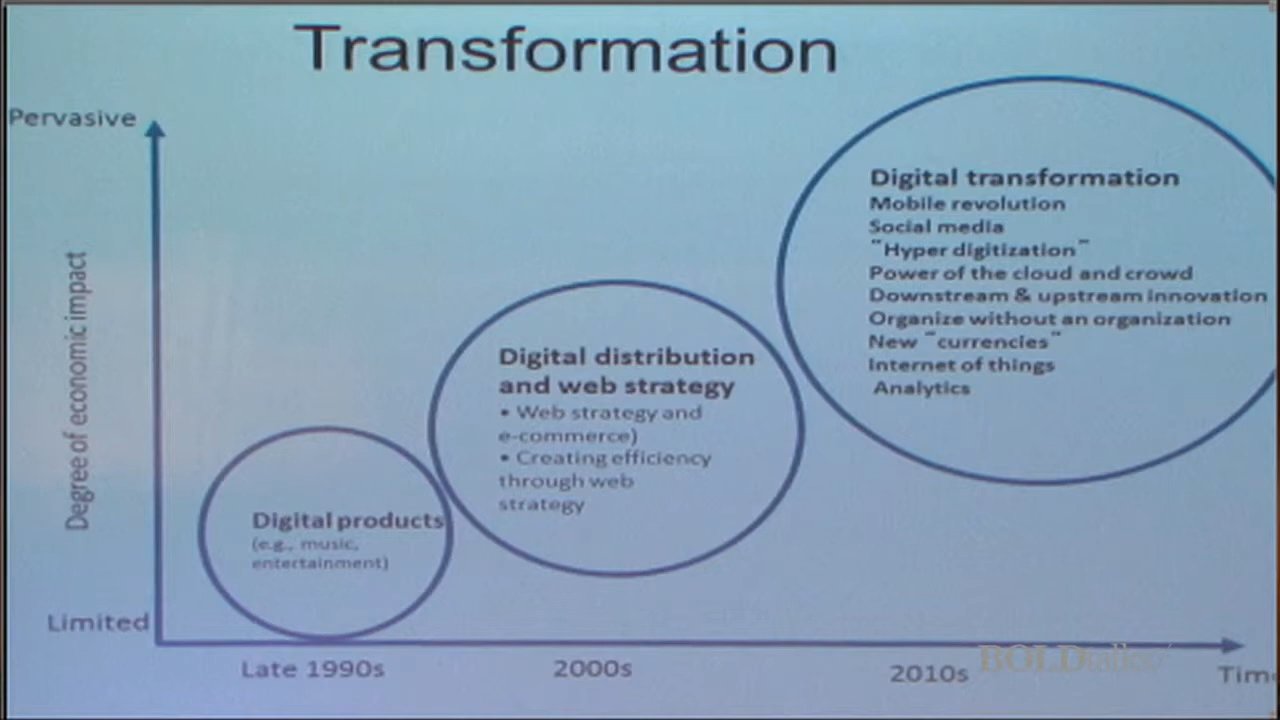 Transformation
Pervasive
Degree of economic impact
Limited
Digital products
(e.g., music,
entertainment)
Digital distribution
and web strategy
• Web strategy and
e-commerce)
• Creating efficiency
through web
strategy
Digital transformation
Mobile revolution
Social media
"Hyper digitization"
Power of the cloud and crowd
Downstream & upstream innovation
Organize without an organization
New "currencies"
Internet of things
Analytics
Late 1990s
2000s
2010s
BOLDtalks
Tim